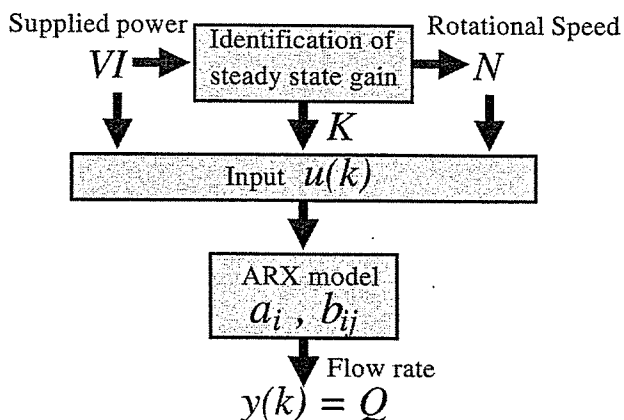 Supplied power
VI
Identification of
steady state gain
Rotational Speed
N
K
Input u(k)
ARX model
a_i , b_ij
Flow rate
y(k) = Q